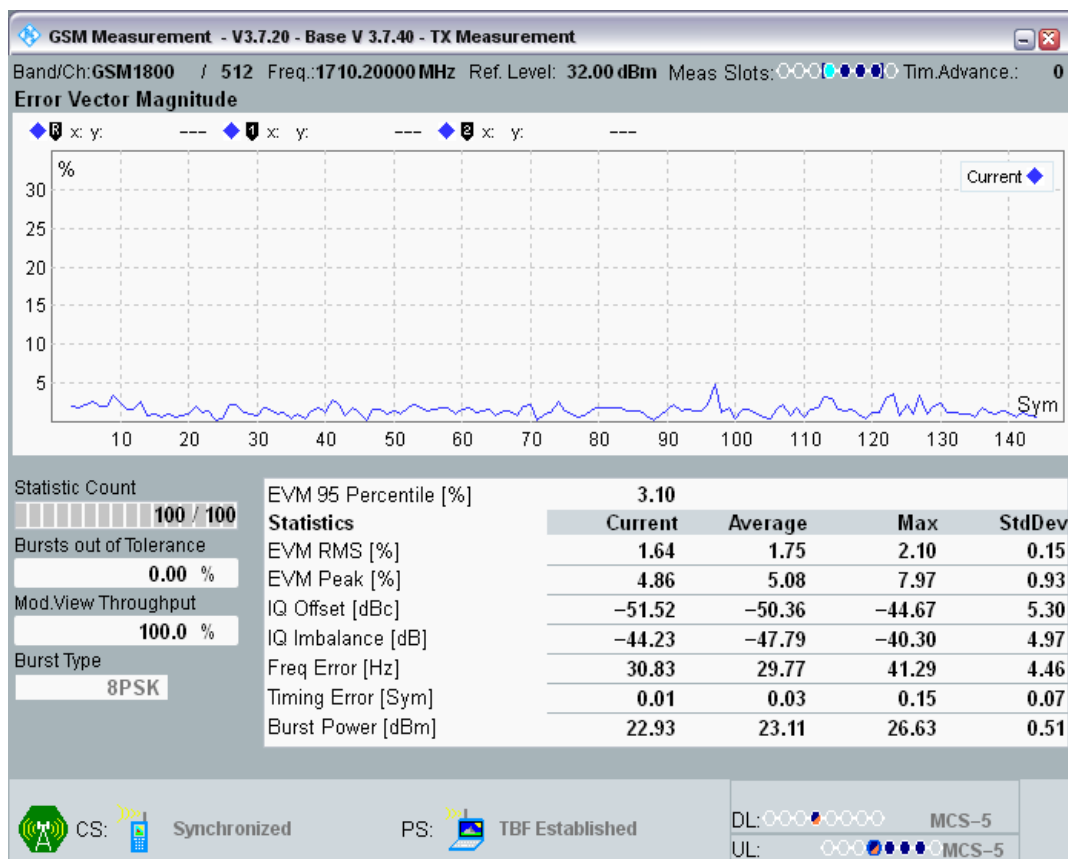 GSM Measurement - V3.7.20 - Base V 3.7.40 - TX Measurement
Band/Ch:GSM1800 / 512 Freq.:1710.20000 MHz Ref. Level: 32.00 dBm Meas Slots: Tim.Advance.: 0
Error Vector Magnitude
R x: y: --- 1 x: y: --- 2 x: y: ---
%
Current
30
25
20
15
10
5
Sym
10 20 30 40 50 60 70 80 90 100 110 120 130 140
Statistic Count
100 / 100
Bursts out of Tolerance
0.00 %
Mod.View Throughput
100.0 %
Burst Type
8PSK
EVM 95 Percentile [%] 3.10
Statistics Current Average Max StdDev
EVM RMS [%] 1.64 1.75 2.10 0.15
EVM Peak [%] 4.86 5.08 7.97 0.93
IQ Offset [dBc] −51.52 −50.36 −44.67 5.30
IQ Imbalance [dB] −44.23 −47.79 −40.30 4.97
Freq Error [Hz] 30.83 29.77 41.29 4.46
Timing Error [Sym] 0.01 0.03 0.15 0.07
Burst Power [dBm] 22.93 23.11 26.63 0.51
CS: Synchronized PS: TBF Established
DL: MCS−5
UL: MCS−5